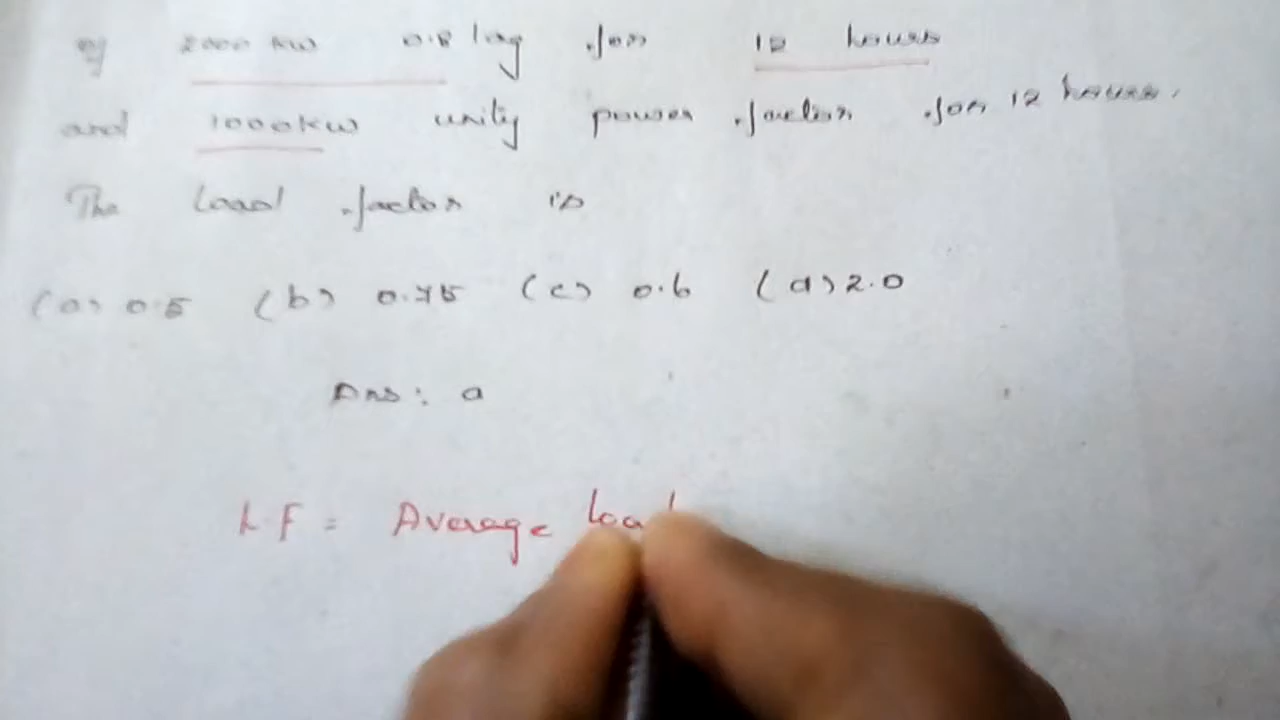 of 2000 kw 0.8 lag for 12 hours
and 1000kw unity power factor for 12 hours.
The Load factor is
(a) 0.5 (b) 0.75 (c) 0.6 (d) 2.0
Ans: a
L.F = Average loa